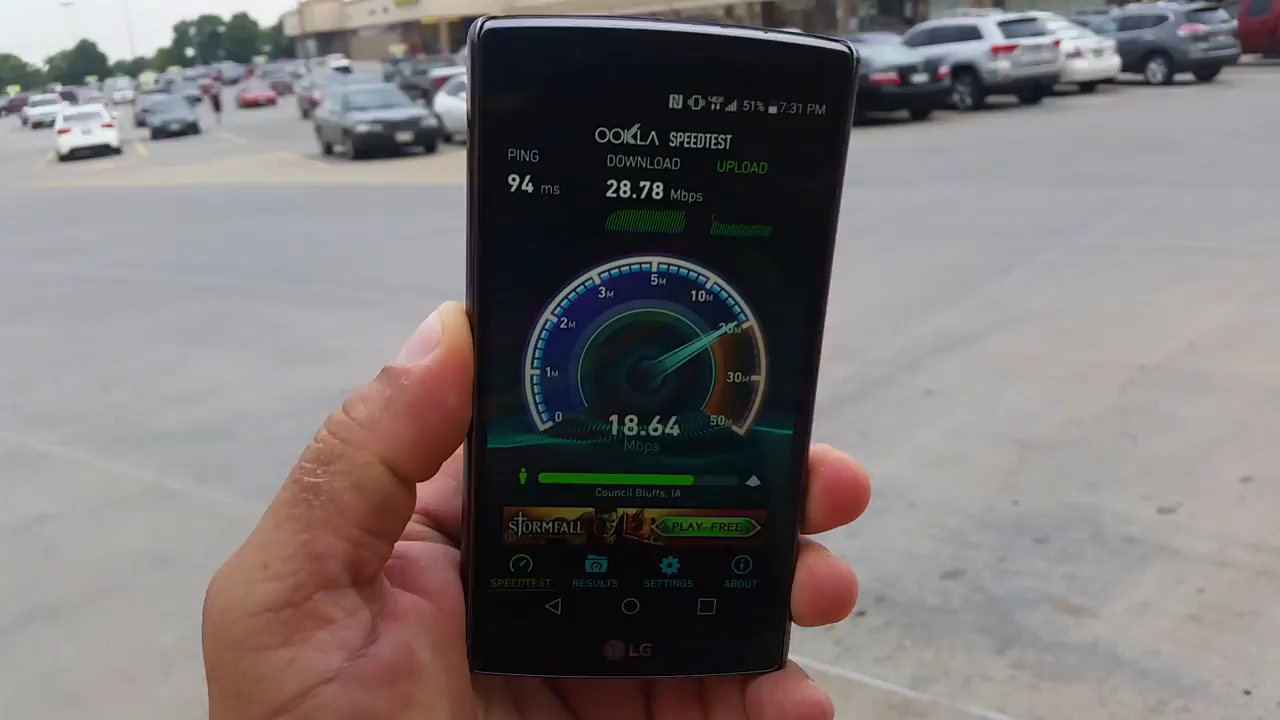 51% 7:31 PM
OOKLA SPEEDTEST
PING DOWNLOAD UPLOAD
94 ms 28.78 Mbps
0 1M 2M 3M 5M 10M 20M 30M 50M
18.64
Mbps
Council Bluffs, IA
STORMFALL PLAY FREE
SPEEDTEST RESULTS SETTINGS ABOUT
LG